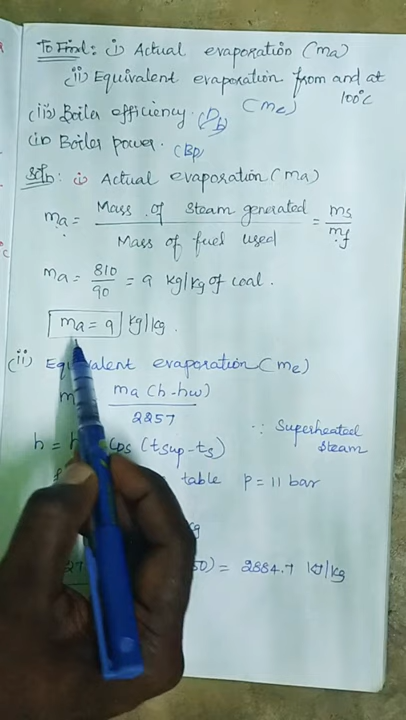 To Find: i) Actual evaporation (ma)
ii) Equivalent evaporation from and at 100°C
(me)
(iii) Boiler efficiency. (ηb)
(iv) Boiler power. (BP)
Soln: i) Actual evaporation (ma)
ma = Mass of Steam generated / Mass of fuel used = ms / mf
ma = 810 / 90 = 9 kg/kg of coal.
ma = 9 kg/kg.
(ii) Equivalent evaporation (me)
ma (h - hw) / 2257
∵ Superheated Steam
h = Cps (tsup - ts)
table P = 11 bar
= 2884.7 KJ/kg